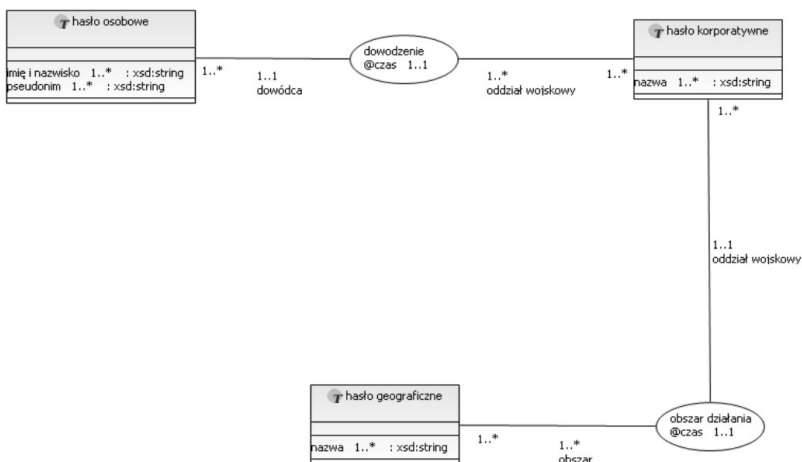 T hasło osobowe
imię i nazwisko 1..* : xsd:string
pseudonim 1..* : xsd:string
1..*
1..1
dowódca
dowodzenie
@czas 1..1
1..*
oddział wojskowy
1..*
T hasło korporatywne
nazwa 1..* : xsd:string
1..*
1..1
oddział wojskowy
obszar działania
@czas 1..1
T hasło geograficzne
nazwa 1..* : xsd:string
1..*
1..*
obszar